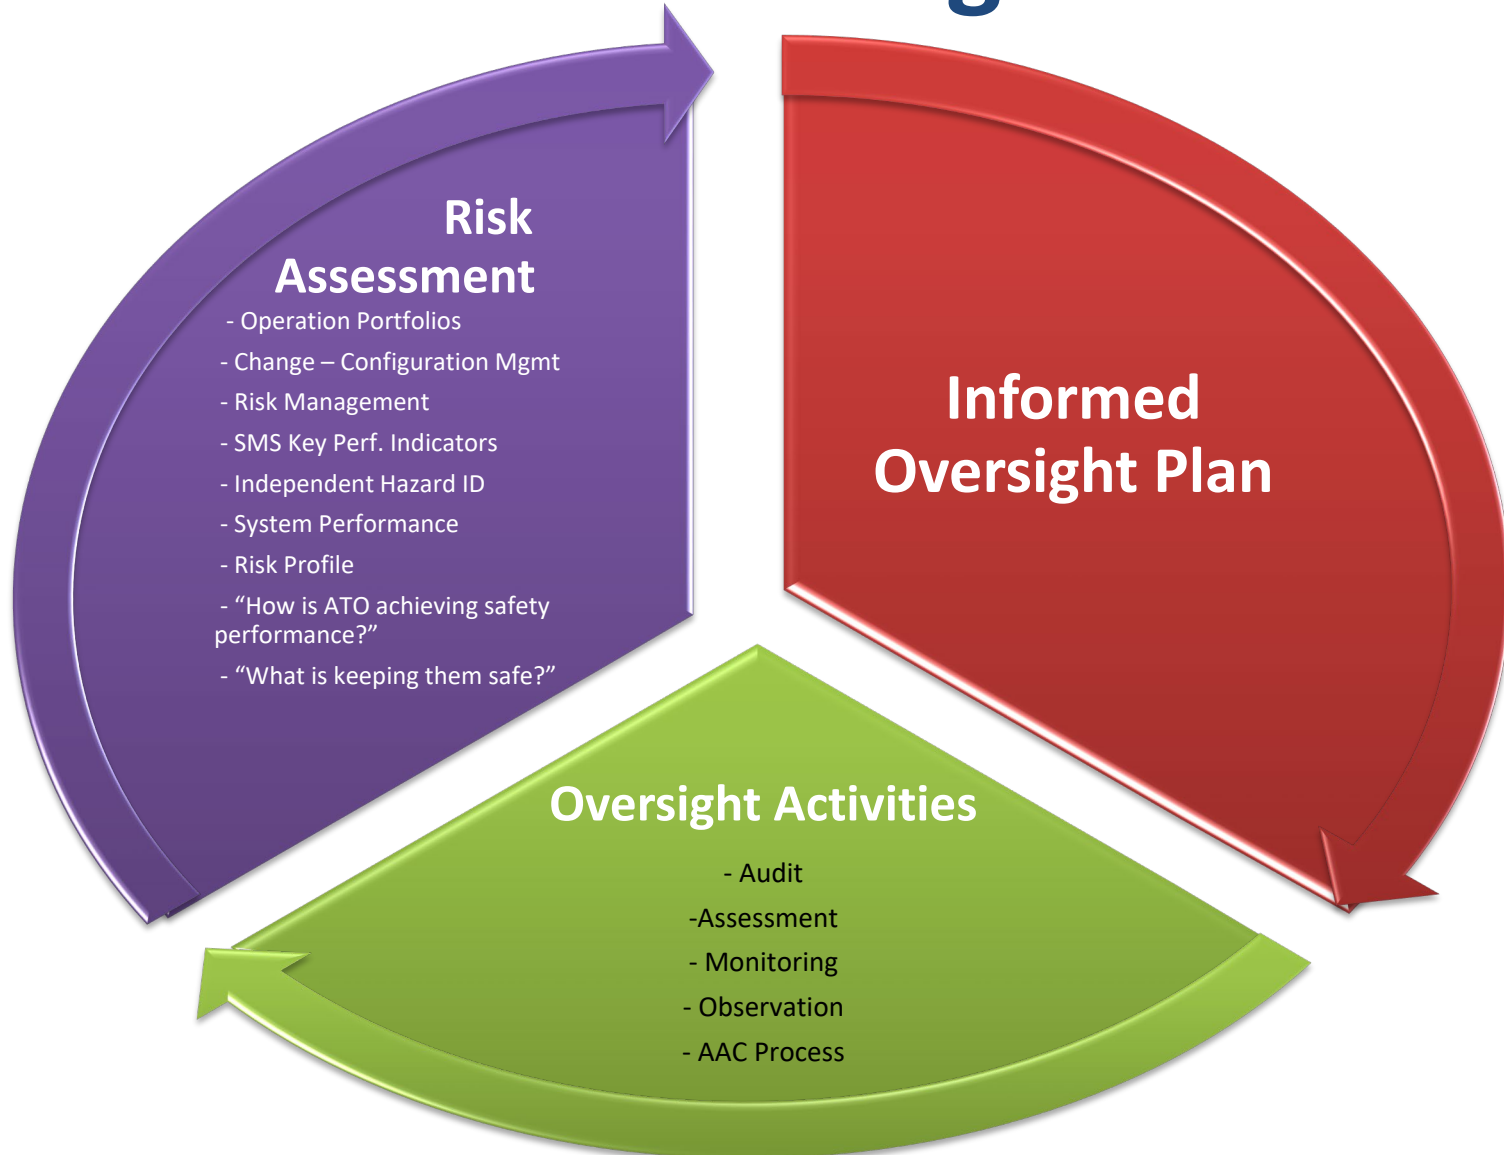 Risk
Assessment
- Operation Portfolios
- Change – Configuration Mgmt
- Risk Management
- SMS Key Perf. Indicators
- Independent Hazard ID
- System Performance
- Risk Profile
- “How is ATO achieving safety
performance?”
- “What is keeping them safe?”
Informed
Oversight Plan
Oversight Activities
- Audit
-Assessment
- Monitoring
- Observation
- AAC Process